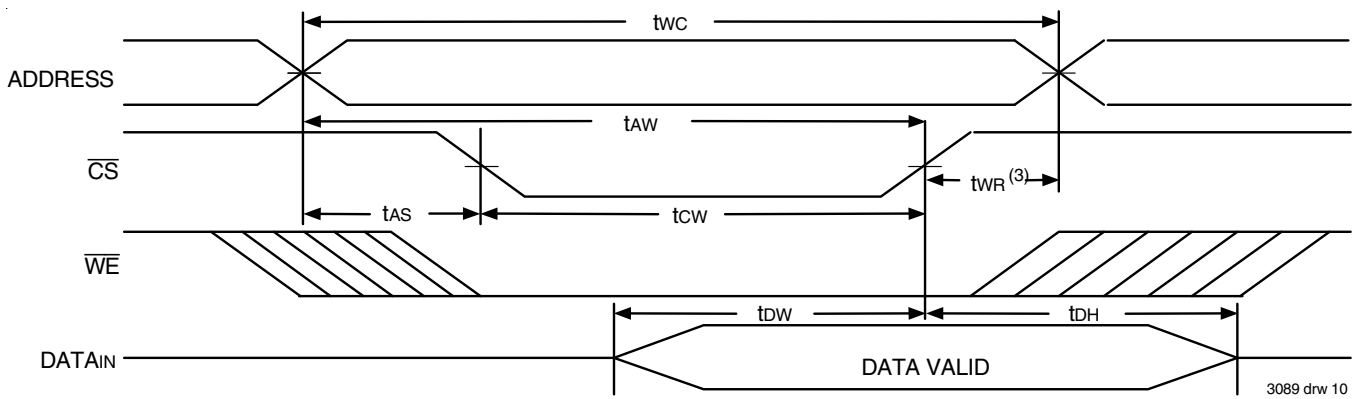 tWC
ADDRESS
tAW
CS
tWR (3)
tAS
tCW
WE
tDW
tDH
DATAIN
DATA VALID
3089 drw 10